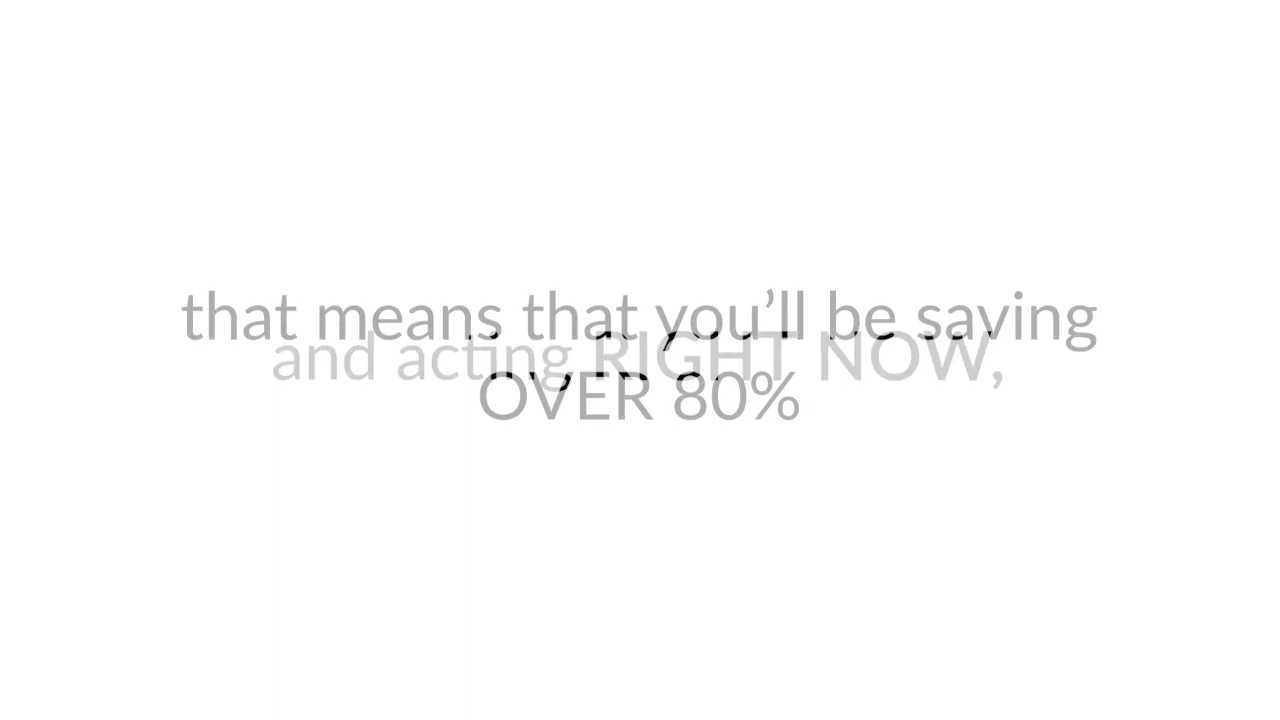 that means that you’ll be saving
and acting RIGHT NOW,
OVER 80%